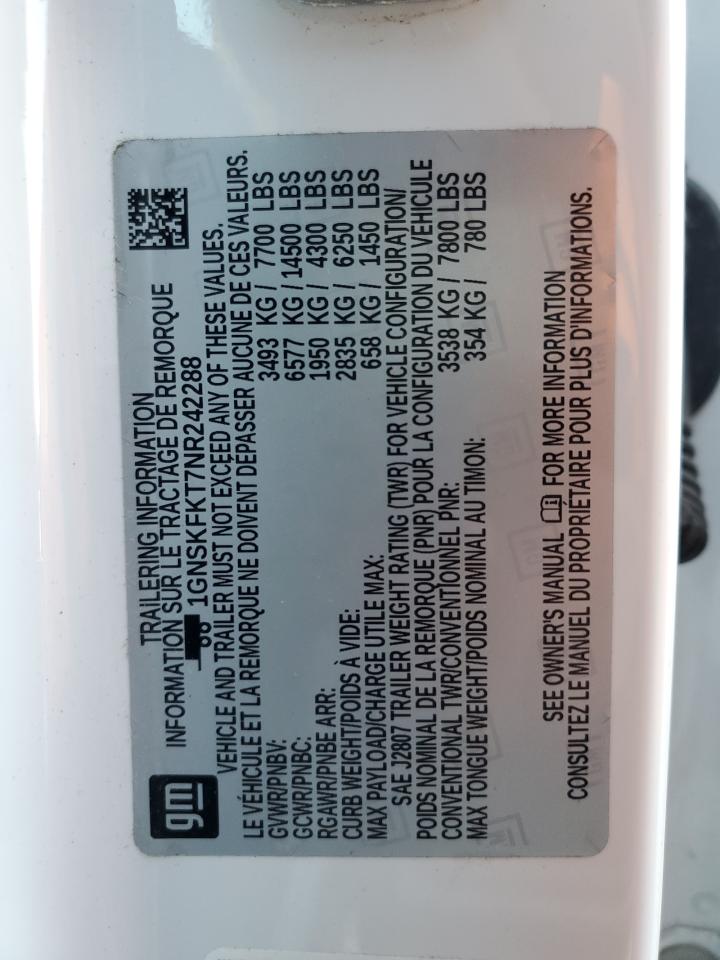 gm
TRAILERING INFORMATION
INFORMATION SUR LE TRACTAGE DE REMORQUE
1GNSKFKT7NR242288
VEHICLE AND TRAILER MUST NOT EXCEED ANY OF THESE VALUES.
LE VÉHICULE ET LA REMORQUE NE DOIVENT DEPASSER AUCUNE DE CES VALEURS.
GVWR/PNBV: 3493 KG / 7700 LBS
GCWR/PNBC: 6577 KG / 14500 LBS
RGAWR/PNBE ARR: 1950 KG / 4300 LBS
CURB WEIGHT/POIDS À VIDE: 2835 KG / 6250 LBS
MAX PAYLOAD/CHARGE UTILE MAX: 658 KG / 1450 LBS
SAE J2807 TRAILER WEIGHT RATING (TWR) FOR VEHICLE CONFIGURATION/
POIDS NOMINAL DE LA REMORQUE (PNR) POUR LA CONFIGURATION DU VÉHICULE
CONVENTIONAL TWR/CONVENTIONNEL PNR: 3538 KG / 7800 LBS
MAX TONGUE WEIGHT/POIDS NOMINAL AU TIMON: 354 KG / 780 LBS
SEE OWNER'S MANUAL FOR MORE INFORMATION
CONSULTEZ LE MANUEL DU PROPRIÉTAIRE POUR PLUS D'INFORMATIONS.